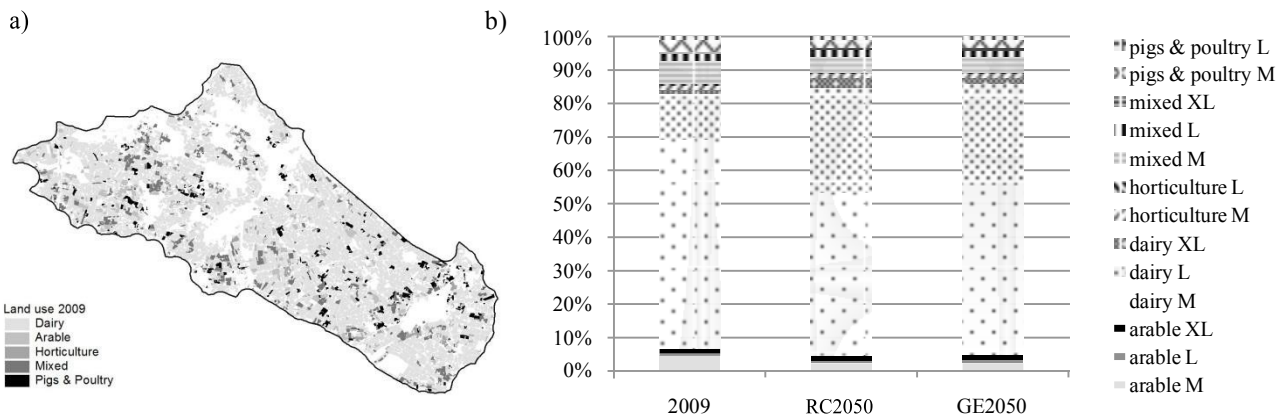 a)
Land use 2009
Dairy
Arable
Horticulture
Mixed
Pigs & Poultry
b)
100%
90%
80%
70%
60%
50%
40%
30%
20%
10%
0%
2009 RC2050 GE2050
pigs & poultry L
pigs & poultry M
mixed XL
mixed L
mixed M
horticulture L
horticulture M
dairy XL
dairy L
dairy M
arable XL
arable L
arable M